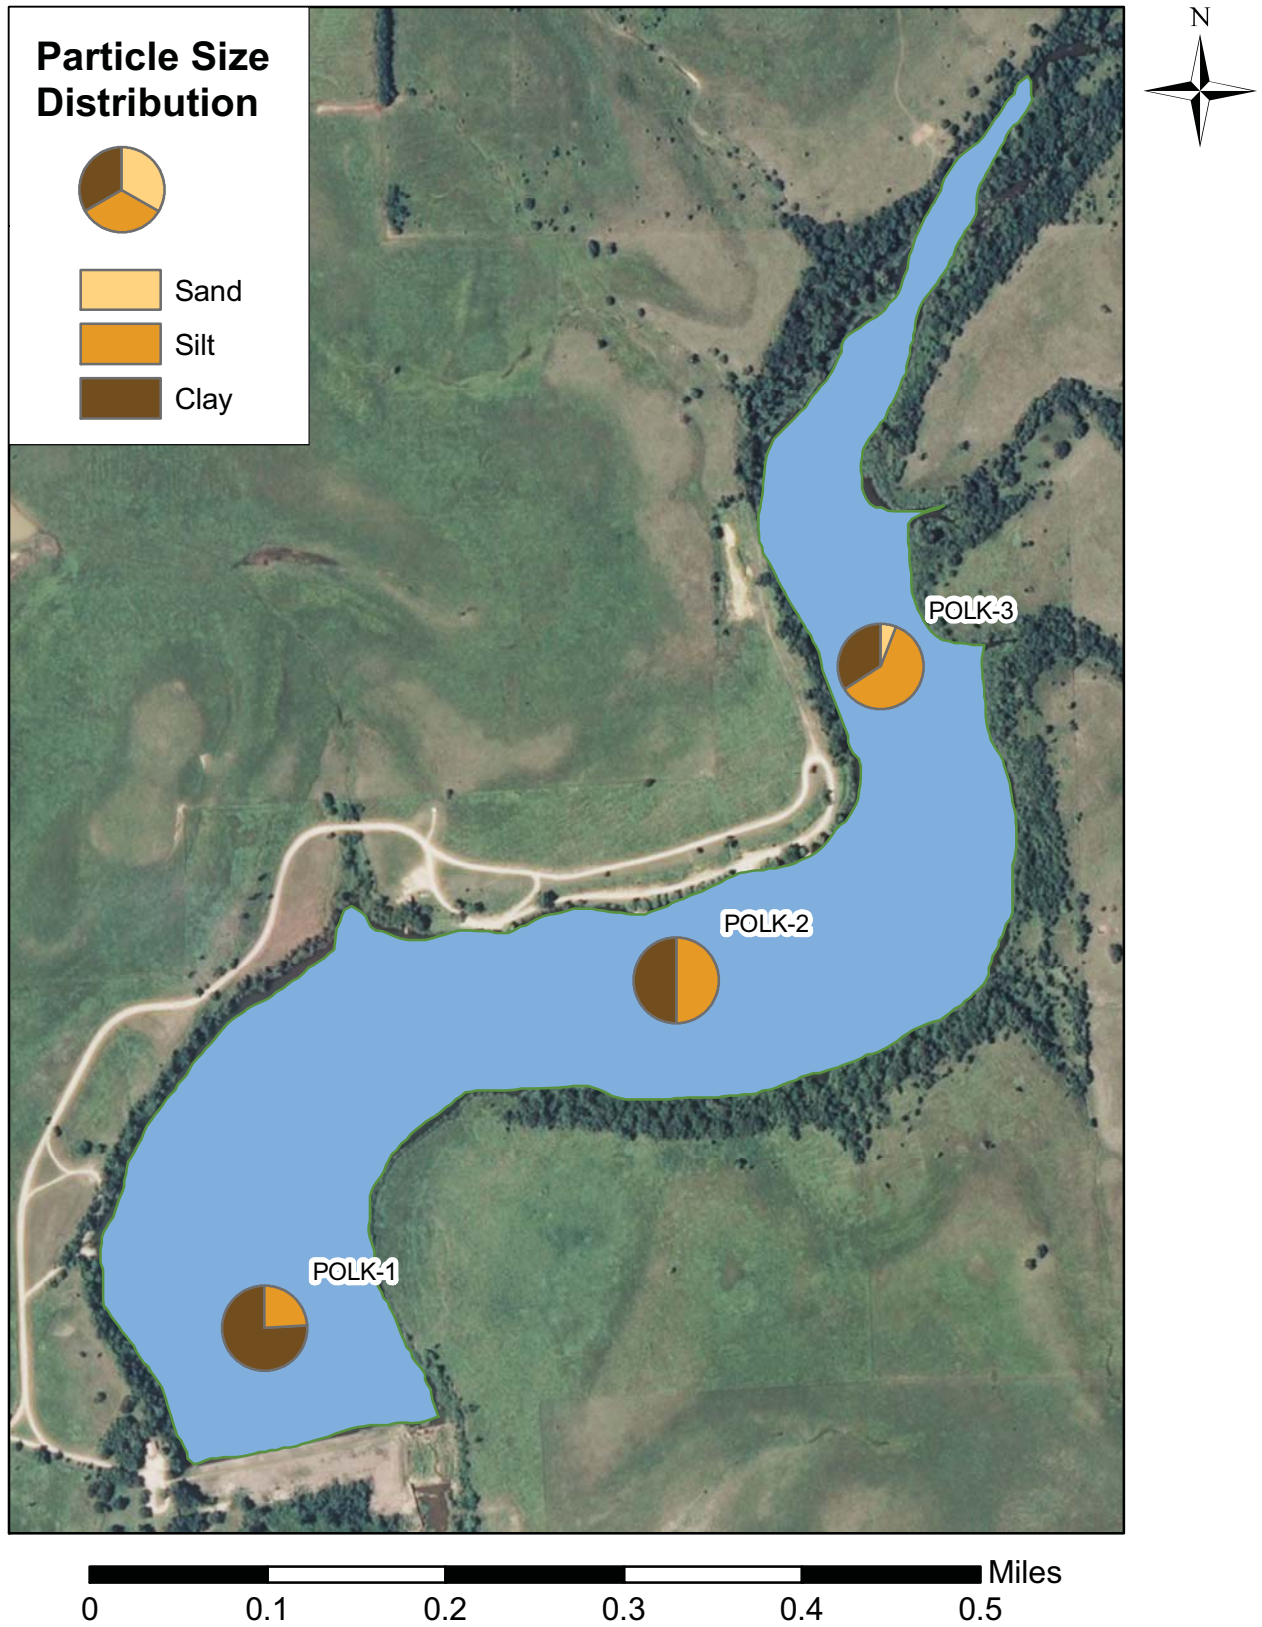 Particle Size
Distribution
Sand
Silt
Clay
N
POLK-3
POLK-2
POLK-1
Miles
0 0.1 0.2 0.3 0.4 0.5